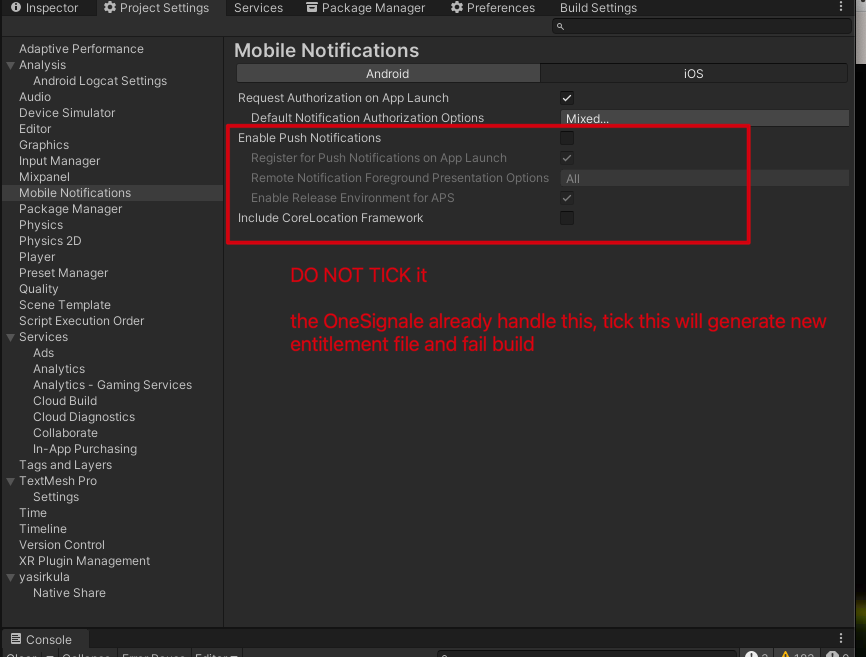 Inspector
Project Settings
Services
Package Manager
Preferences
Build Settings
Adaptive Performance
Analysis
Android Logcat Settings
Audio
Device Simulator
Editor
Graphics
Input Manager
Mixpanel
Mobile Notifications
Package Manager
Physics
Physics 2D
Player
Preset Manager
Quality
Scene Template
Script Execution Order
Services
Ads
Analytics
Analytics - Gaming Services
Cloud Build
Cloud Diagnostics
Collaborate
In-App Purchasing
Tags and Layers
TextMesh Pro
Settings
Time
Timeline
Version Control
XR Plugin Management
yasirkula
Native Share
Mobile Notifications
Android
iOS
Request Authorization on App Launch
Default Notification Authorization Options
Mixed...
Enable Push Notifications
Register for Push Notifications on App Launch
Remote Notification Foreground Presentation Options
All
Enable Release Environment for APS
Include CoreLocation Framework
DO NOT TICK it
the OneSignale already handle this, tick this will generate new
entitlement file and fail build
Console
Clear
Collapse
Error Pause
Editor